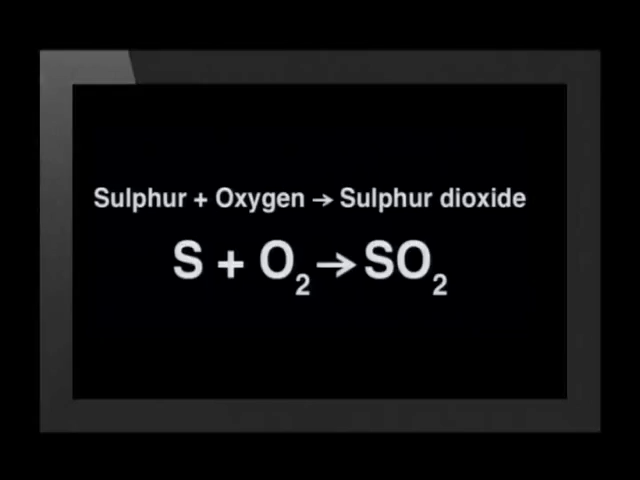 Sulphur + Oxygen → Sulphur dioxide
S + O₂ → SO₂